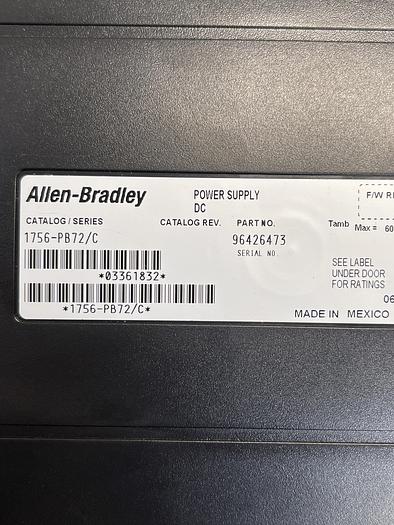 Allen-Bradley
POWER SUPPLY
DC
F/W R
CATALOG / SERIES
CATALOG REV.
PART NO.
Tamb Max = 60
1756-PB72/C
96426473
SERIAL NO.
*03361832*
*1756-PB72/C*
SEE LABEL
UNDER DOOR
FOR RATINGS
06
MADE IN MEXICO